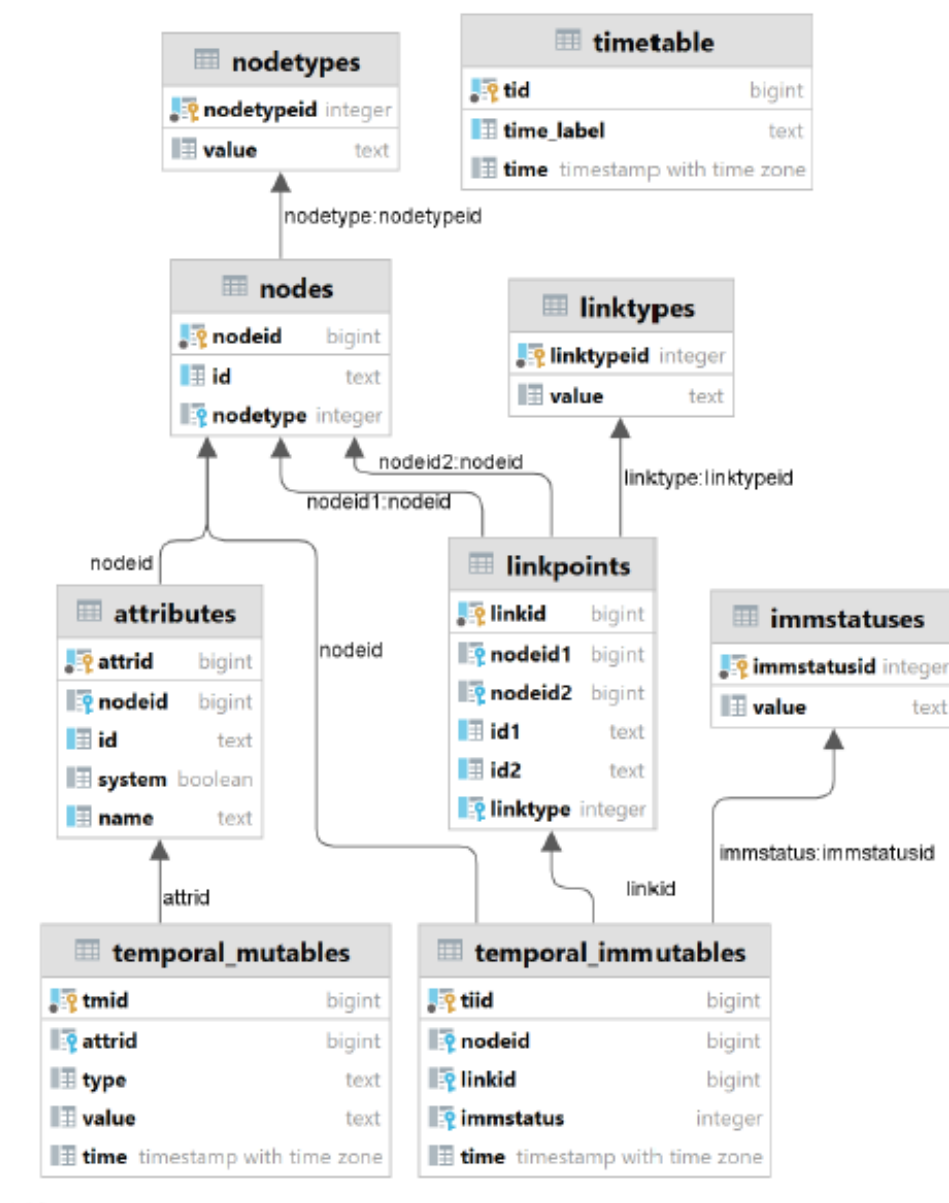 nodetypes
nodetypeid integer
value text
timetable
tid bigint
time_label text
time timestamp with time zone
nodetype:nodetypeid
nodes
nodeid bigint
id text
nodetype integer
linktypes
linktypeid integer
value text
nodeid2:nodeid
nodeid1:nodeid
linktype:linktypeid
nodeid
attributes
attrid bigint
nodeid bigint
id text
system boolean
name text
nodeid
linkpoints
linkid bigint
nodeid1 bigint
nodeid2 bigint
id1 text
id2 text
linktype integer
immstatuses
immstatusid integer
value text
attrid
linkid
immstatus:immstatusid
temporal_mutables
tmid bigint
attrid bigint
type text
value text
time timestamp with time zone
temporal_immutables
tiid bigint
nodeid bigint
linkid bigint
immstatus integer
time timestamp with time zone